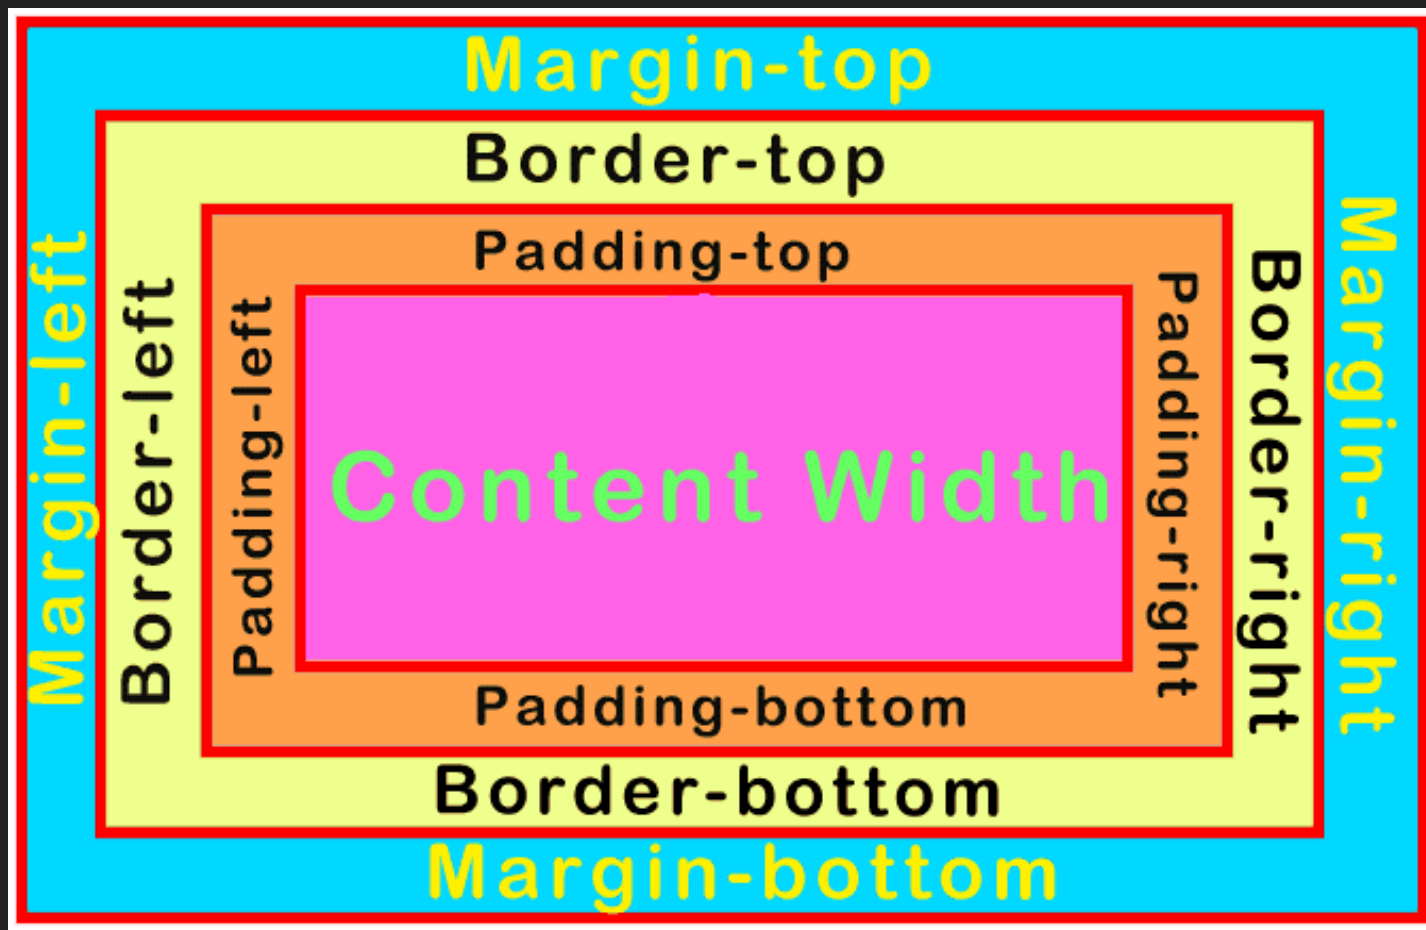 Margin-top
Border-top
Padding-top
Margin-left
Border-left
Padding-left
Content Width
Padding-right
Border-right
Margin-right
Padding-bottom
Border-bottom
Margin-bottom